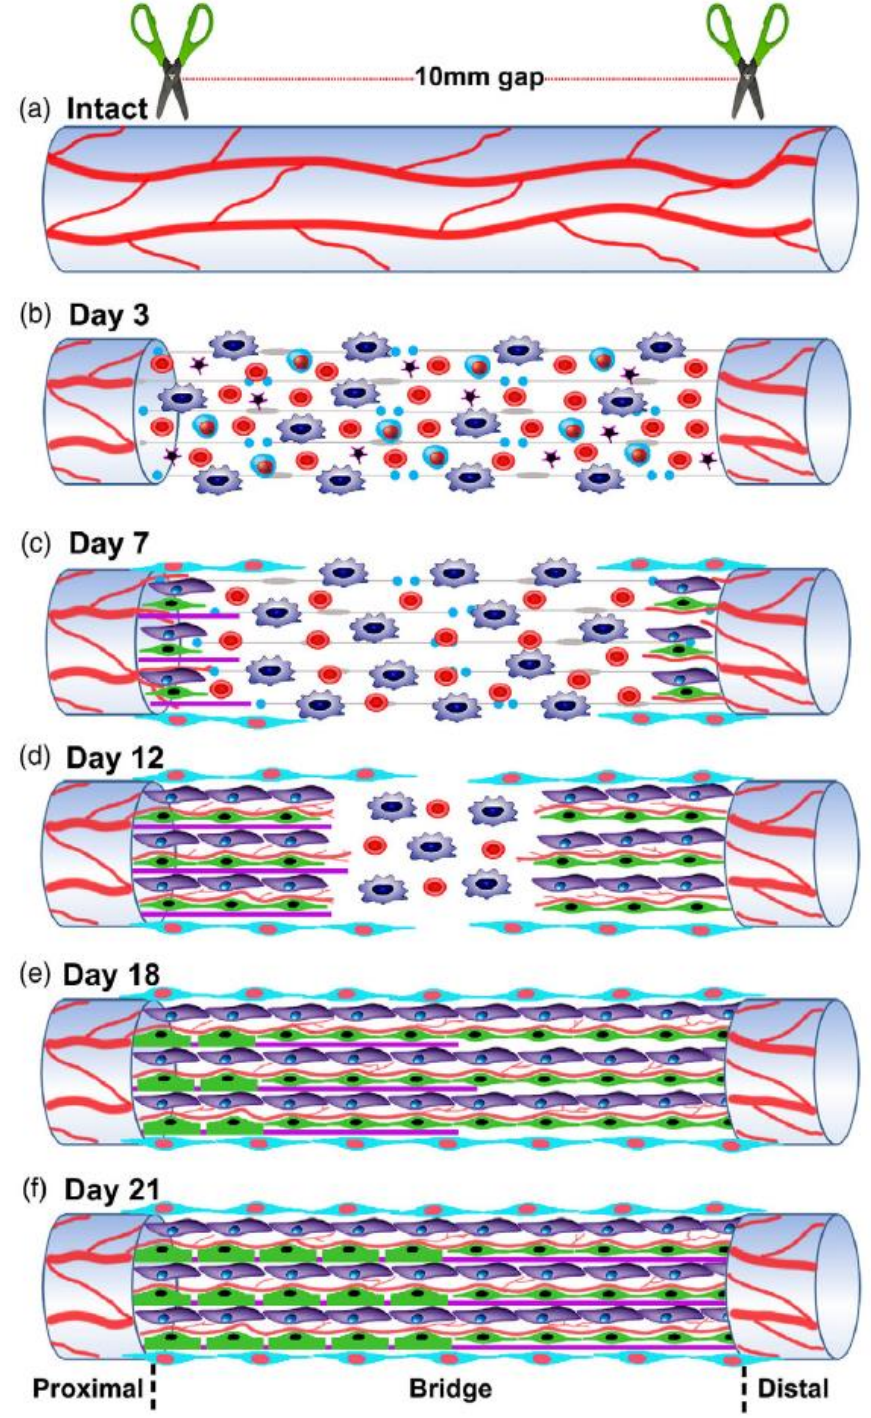 10mm gap
(a) Intact
(b) Day 3
(c) Day 7
(d) Day 12
(e) Day 18
(f) Day 21
Proximal Bridge Distal